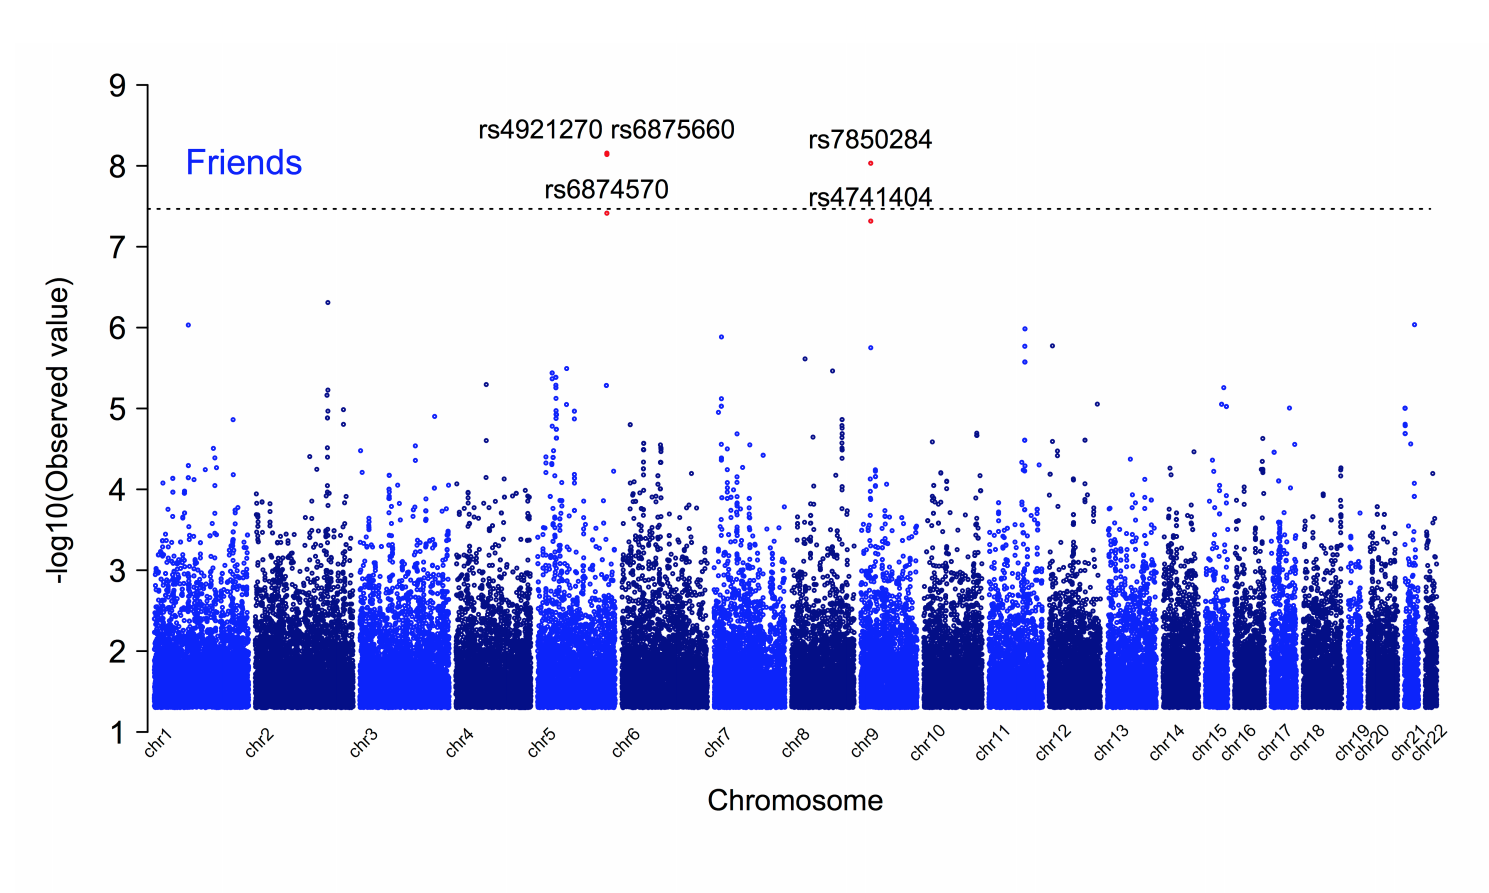 9
rs4921270 rs6875660
rs7850284
Friends
8
rs6874570
rs4741404
7
-log10(Observed value)
6
5
4
3
2
1
chr1 chr2 chr3 chr4 chr5 chr6 chr7 chr8 chr9 chr10 chr11 chr12 chr13 chr14 chr15 chr16 chr17 chr18 chr19 chr20 chr21 chr22
Chromosome